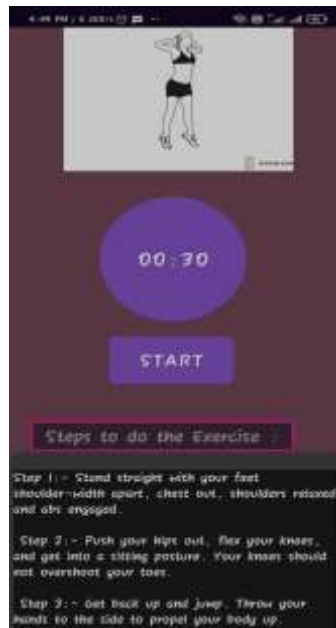 00:30
START
Steps to do the Exercise :
Step 1:- Stand straight with your feet
shoulder-width apart, chest out, shoulders relaxed
and abs engaged.
Step 2:- Push your hips out, flex your knees,
and get into a sitting posture. Your knees should
not overshoot your toes.
Step 3:- Get back up and jump. Throw your
hands to the side to propel your body up.